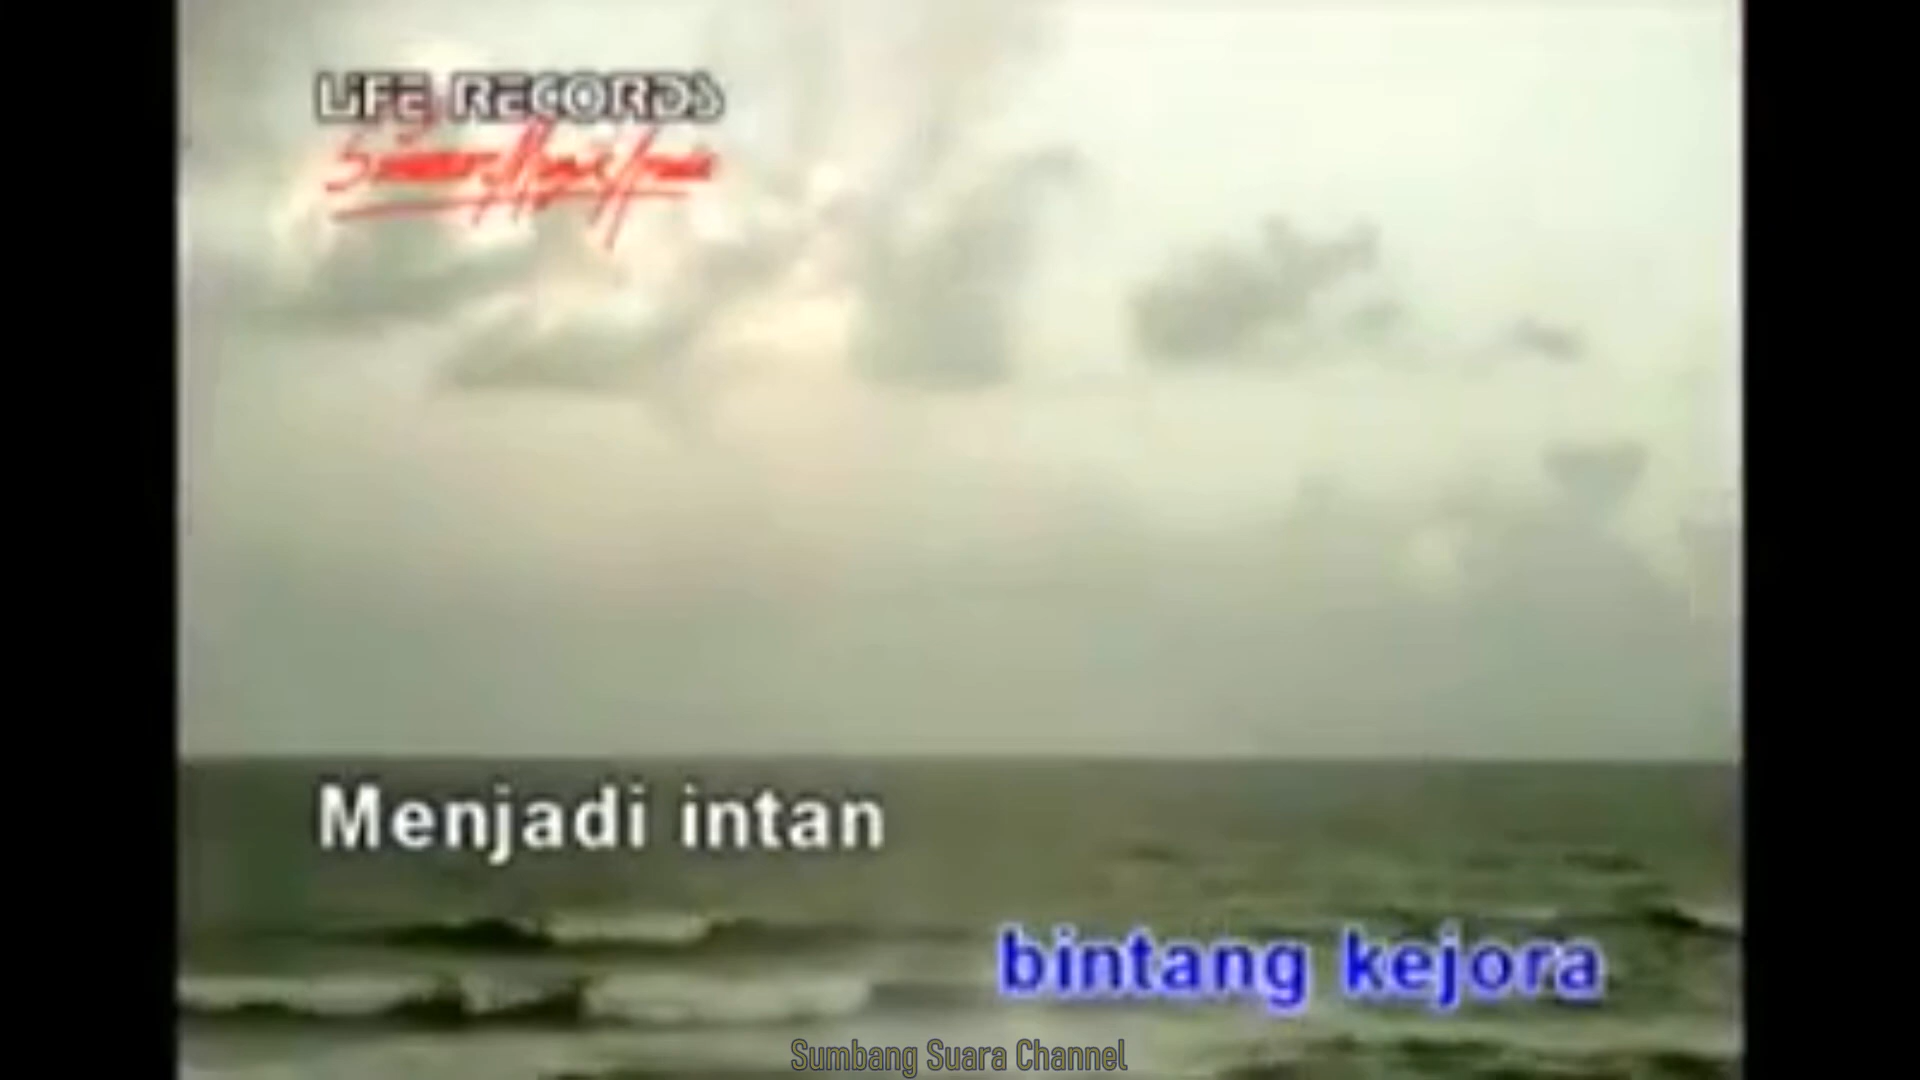 LIFE RECORDS
Menjadi intan
bintang kejora
Sumbang Suara Channel